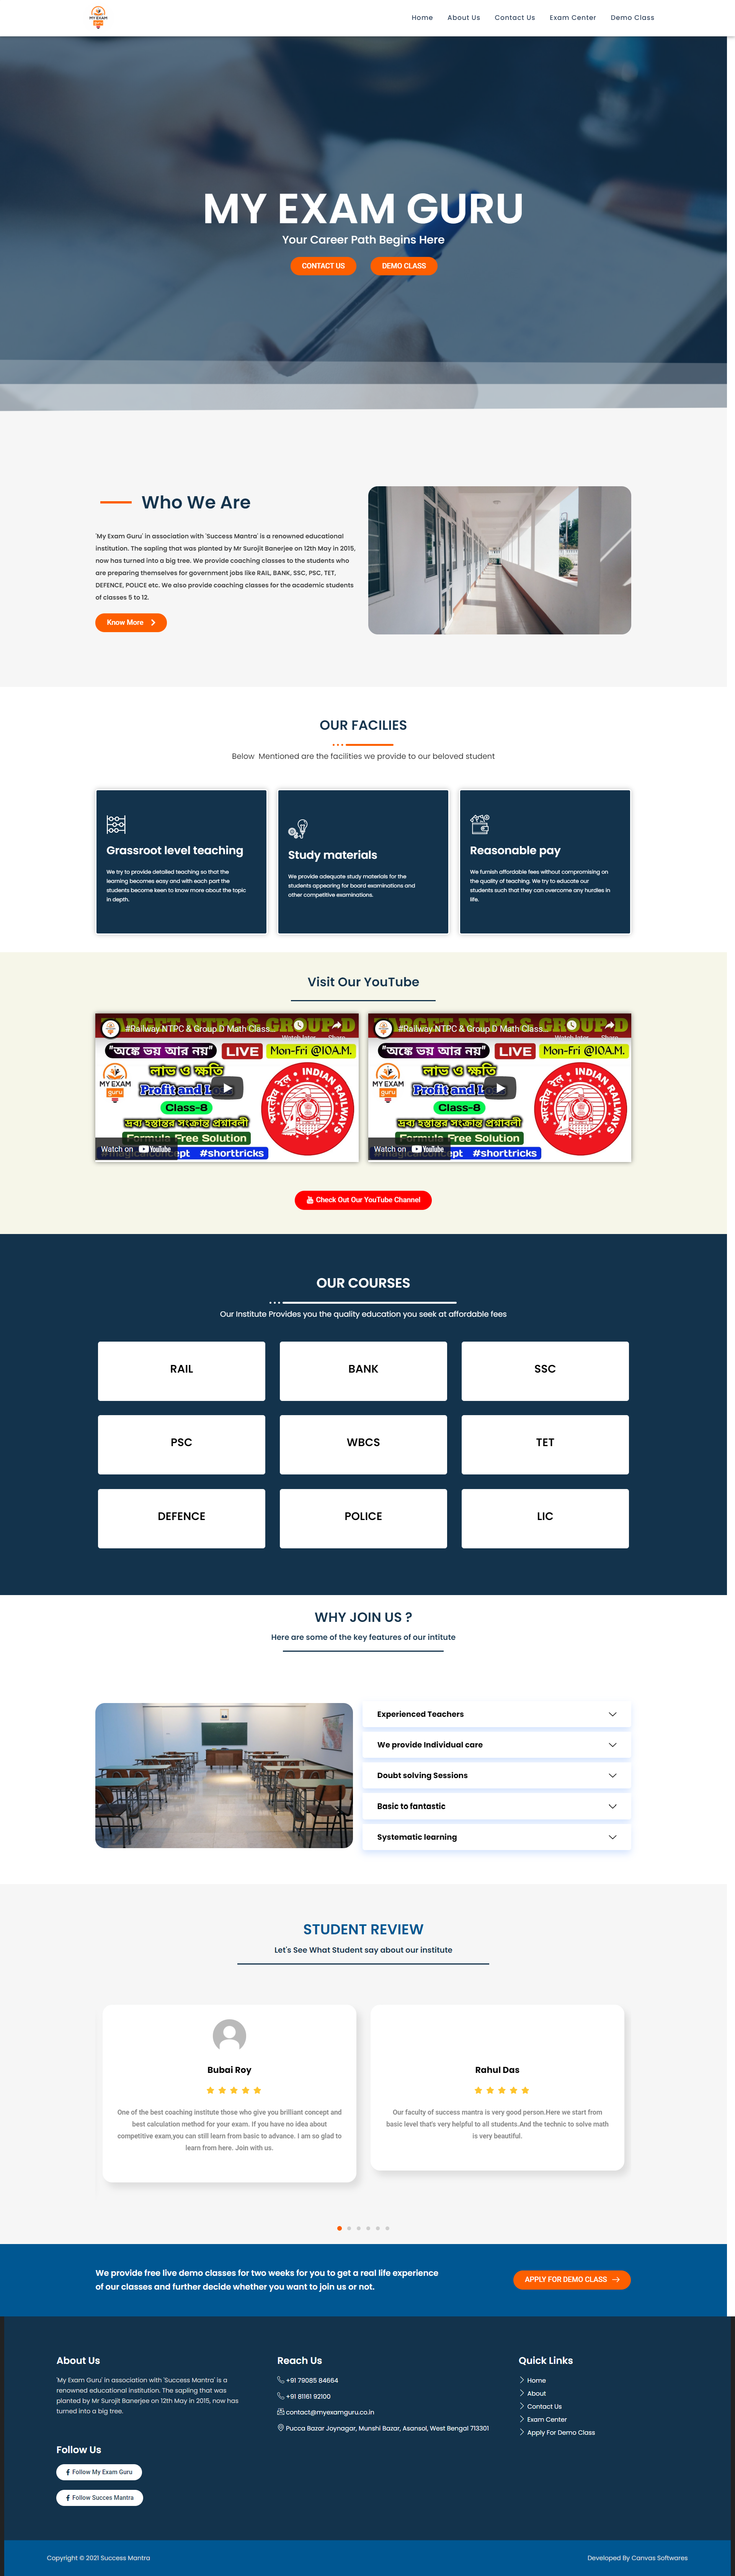 MY EXAM
guru
Home About Us Contact Us Exam Center Demo Class
MY EXAM GURU
Your Career Path Begins Here
CONTACT US DEMO CLASS
Who We Are
'My Exam Guru' in association with 'Success Mantra' is a renowned educational
institution. The sapling that was planted by Mr Surojit Banerjee on 12th May in 2015,
now has turned into a big tree. We provide coaching classes to the students who
are preparing themselves for government jobs like RAIL, BANK, SSC, PSC, TET,
DEFENCE, POLICE etc. We also provide coaching classes for the academic students
of classes 5 to 12.
Know More
OUR FACILIES
Below Mentioned are the facilities we provide to our beloved student
Grassroot level teaching
We try to provide detailed teaching so that the
learning becomes easy and with each part the
students become keen to know more about the topic
in depth.
Study materials
We provide adequate study materials for the
students appearing for board examinations and
other competitive examinations.
Reasonable pay
We furnish affordable fees without compromising on
the quality of teaching. We try to educate our
students such that they can overcome any hurdles in
life.
Visit Our YouTube
TARGET NTPC & GROUP D
#Railway NTPC & Group D Math Class...
Watch later Share
"অঙ্কে ভয় আর নয়" LIVE Mon-Fri @10A.M.
লাভ ও ক্ষতি
MY EXAM
guru
Profit and Loss
Class-8
দ্রব্য হস্তান্তর সংক্রান্ত প্রশ্নাবলী
Formula Free Solution
Watch on YouTube
#magicalconcept #shorttricks
भारतीय रेल INDIAN RAILWAYS
TARGET NTPC & GROUP D
#Railway NTPC & Group D Math Class...
Watch later Share
"অঙ্কে ভয় আর নয়" LIVE Mon-Fri @10A.M.
লাভ ও ক্ষতি
MY EXAM
guru
Profit and Loss
Class-8
দ্রব্য হস্তান্তর সংক্রান্ত প্রশ্নাবলী
Formula Free Solution
Watch on YouTube
#magicalconcept #shorttricks
भारतीय रेल INDIAN RAILWAYS
Check Out Our YouTube Channel
OUR COURSES
Our Institute Provides you the quality education you seek at affordable fees
RAIL BANK SSC
PSC WBCS TET
DEFENCE POLICE LIC
WHY JOIN US ?
Here are some of the key features of our intitute
Experienced Teachers
We provide Individual care
Doubt solving Sessions
Basic to fantastic
Systematic learning
STUDENT REVIEW
Let's See What Student say about our institute
Bubai Roy
One of the best coaching institute those who give you brilliant concept and
best calculation method for your exam. If you have no idea about
competitive exam,you can still learn from basic to advance. I am so glad to
learn from here. Join with us.
Rahul Das
Our faculty of success mantra is very good person.Here we start from
basic level that's very helpful to all students.And the technic to solve math
is very beautiful.
We provide free live demo classes for two weeks for you to get a real life experience
of our classes and further decide whether you want to join us or not.
APPLY FOR DEMO CLASS
About Us
'My Exam Guru' in association with 'Success Mantra' is a
renowned educational institution. The sapling that was
planted by Mr Surojit Banerjee on 12th May in 2015, now has
turned into a big tree.
Follow Us
Follow My Exam Guru
Follow Succes Mantra
Reach Us
+91 79085 84664
+91 81161 92100
contact@myexamguru.co.in
Pucca Bazar Joynagar, Munshi Bazar, Asansol, West Bengal 713301
Quick Links
Home
About
Contact Us
Exam Center
Apply For Demo Class
Copyright © 2021 Success Mantra
Developed By Canvas Softwares